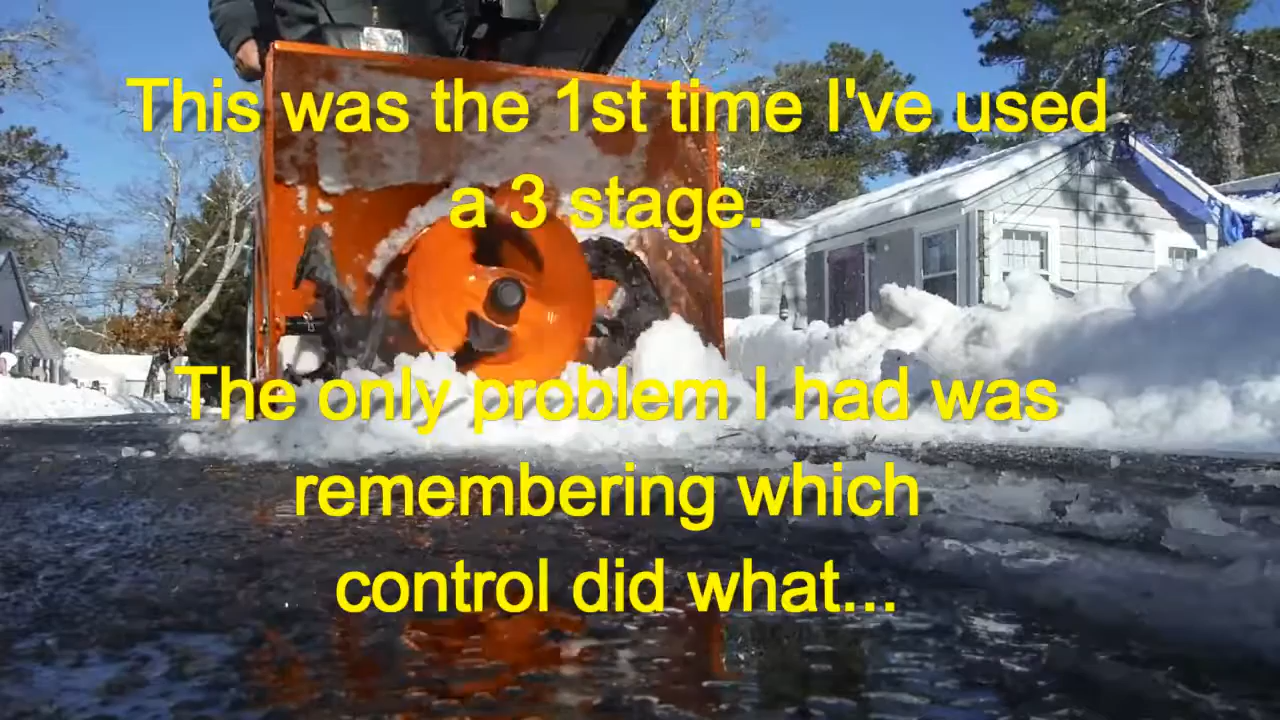 This was the 1st time I've used
a 3 stage.
The only problem I had was
remembering which
control did what...